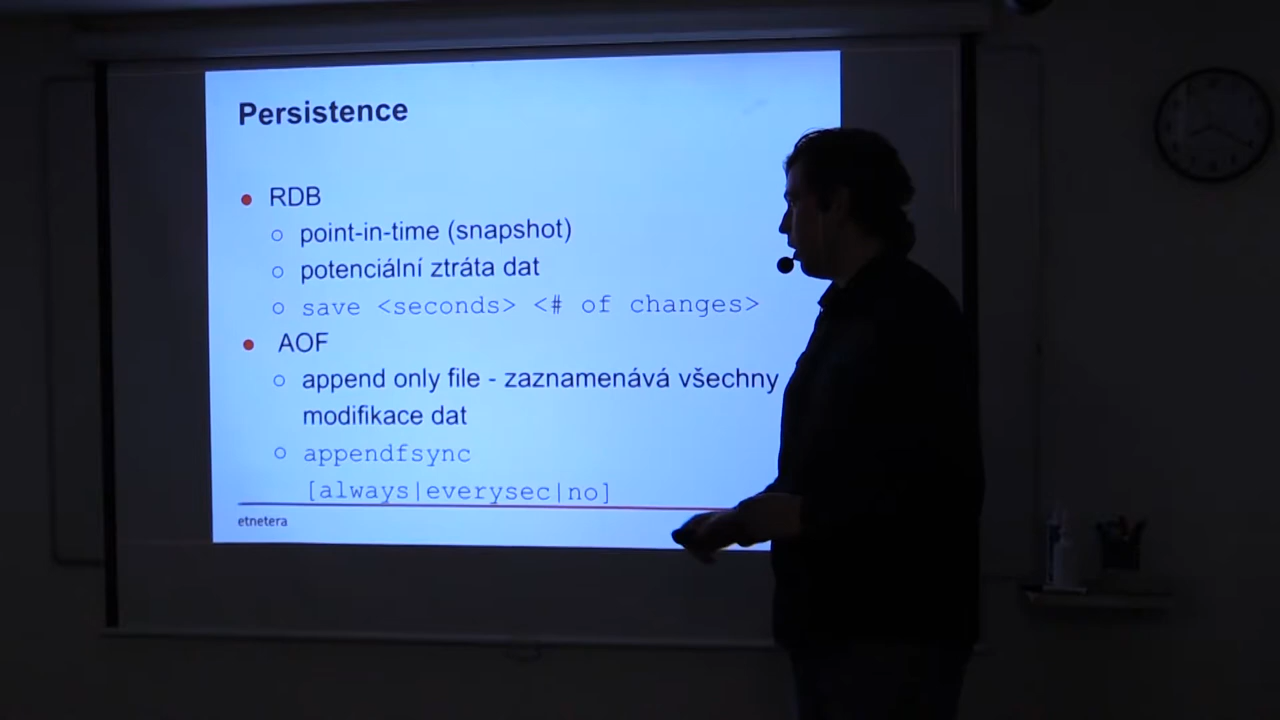 Persistence
RDB
point-in-time (snapshot)
potenciální ztráta dat
save <seconds> <# of changes>
AOF
append only file - zaznamenává všechny
modifikace dat
appendfsync
[always|everysec|no]
etnetera